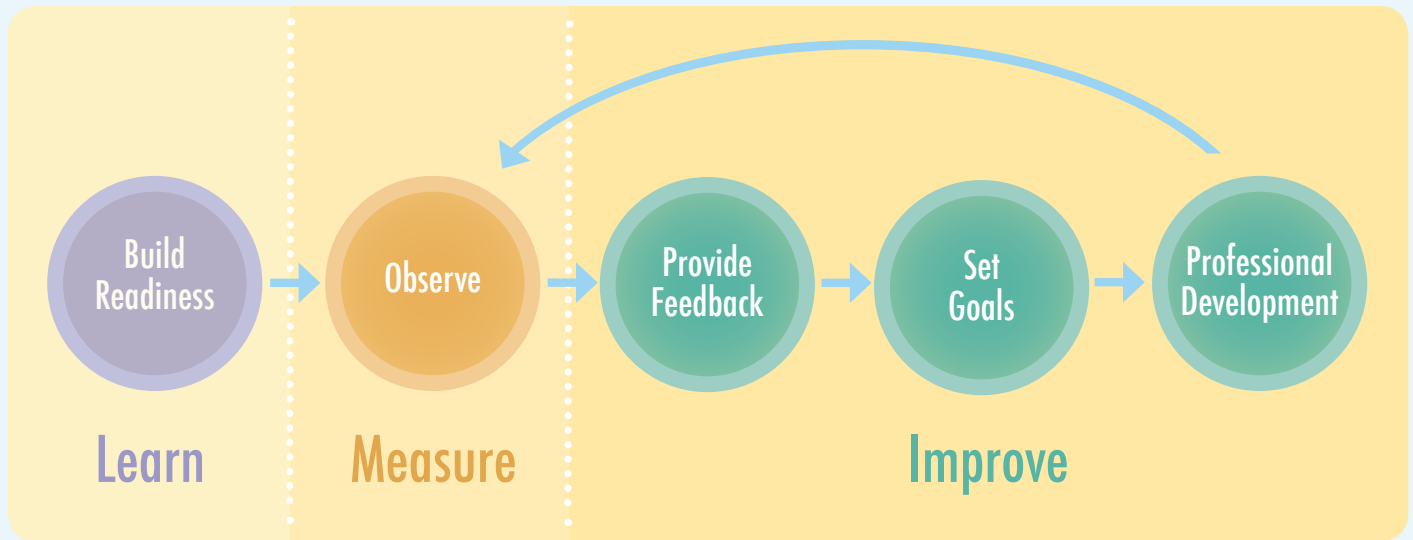 Build
Readiness
Observe
Provide
Feedback
Set
Goals
Professional
Development
Learn
Measure
Improve